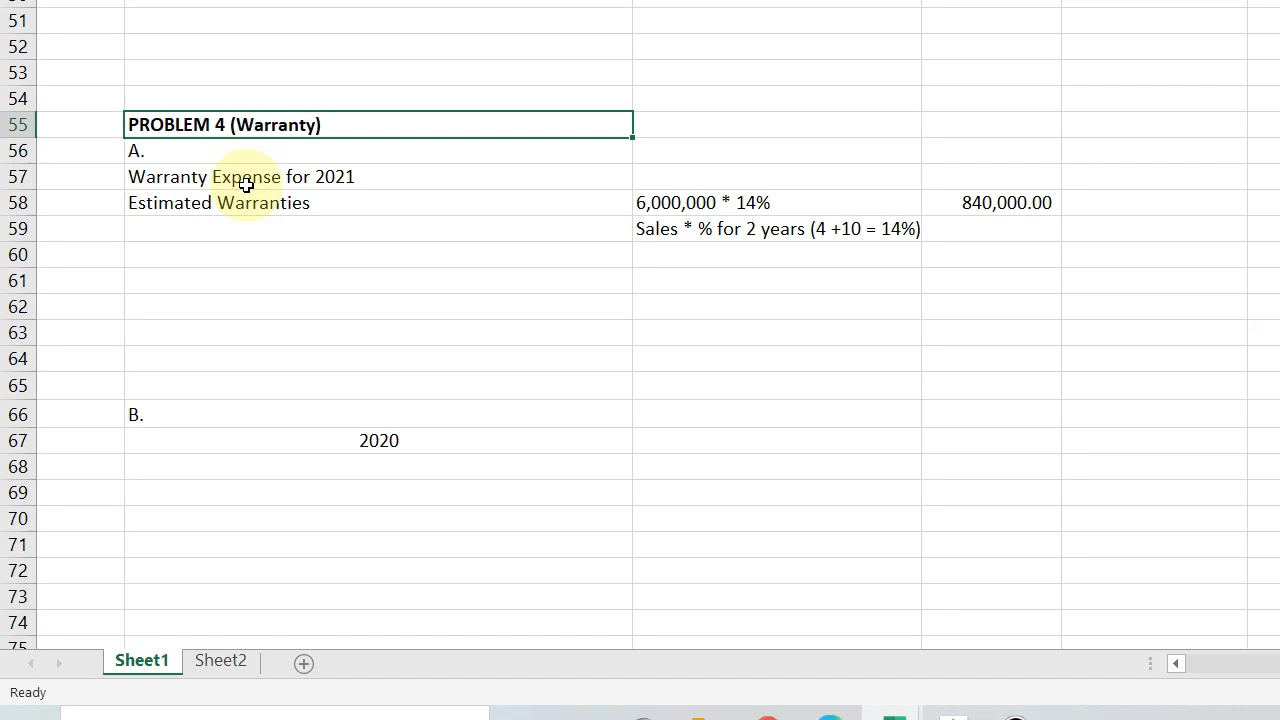 51
52
53
54
55 PROBLEM 4 (Warranty)
56 A.
57 Warranty Expense for 2021
58 Estimated Warranties 6,000,000 * 14% 840,000.00
59 Sales * % for 2 years (4 +10 = 14%)
60
61
62
63
64
65
66 B.
67 2020
68
69
70
71
72
73
74
75
Sheet1 Sheet2
Ready